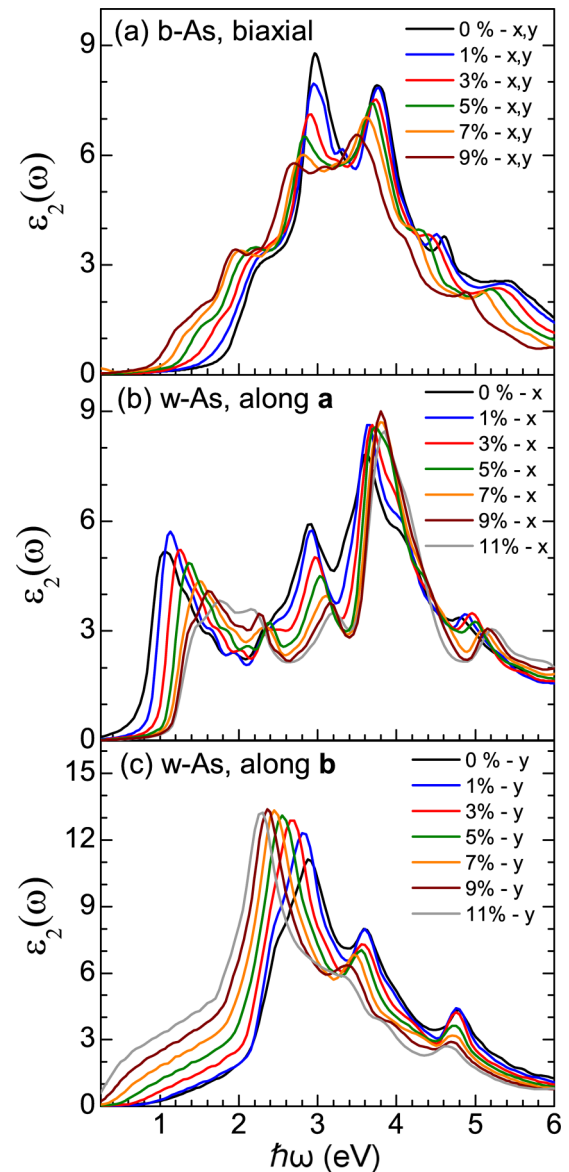 (a) b-As, biaxial
0 % - x,y
1% - x,y
3% - x,y
5% - x,y
7% - x,y
9% - x,y
9
6
3
0
ε₂(ω)
(b) w-As, along a
0 % - x
1% - x
3% - x
5% - x
7% - x
9% - x
11% - x
9
6
3
0
ε₂(ω)
(c) w-As, along b
0 % - y
1% - y
3% - y
5% - y
7% - y
9% - y
11% - y
15
12
9
6
3
0
ε₂(ω)
1 2 3 4 5 6
ℏω (eV)